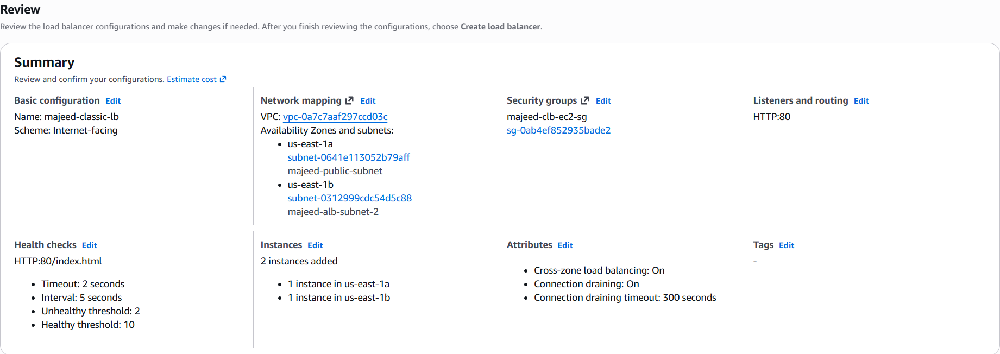 Review
Review the load balancer configurations and make changes if needed. After you finish reviewing the configurations, choose Create load balancer.
Summary
Review and confirm your configurations. Estimate cost
Basic configuration Edit
Name: majeed-classic-lb
Scheme: Internet-facing
Network mapping Edit
VPC: vpc-0a7c7aaf297ccd03c
Availability Zones and subnets:
• us-east-1a
subnet-0641e113052b79aff
majeed-public-subnet
• us-east-1b
subnet-0312999cdc54d5c88
majeed-alb-subnet-2
Security groups Edit
majeed-clb-ec2-sg
sg-0ab4ef852935bade2
Listeners and routing Edit
HTTP:80
Health checks Edit
HTTP:80/index.html
• Timeout: 2 seconds
• Interval: 5 seconds
• Unhealthy threshold: 2
• Healthy threshold: 10
Instances Edit
2 instances added
• 1 instance in us-east-1a
• 1 instance in us-east-1b
Attributes Edit
• Cross-zone load balancing: On
• Connection draining: On
• Connection draining timeout: 300 seconds
Tags Edit
-